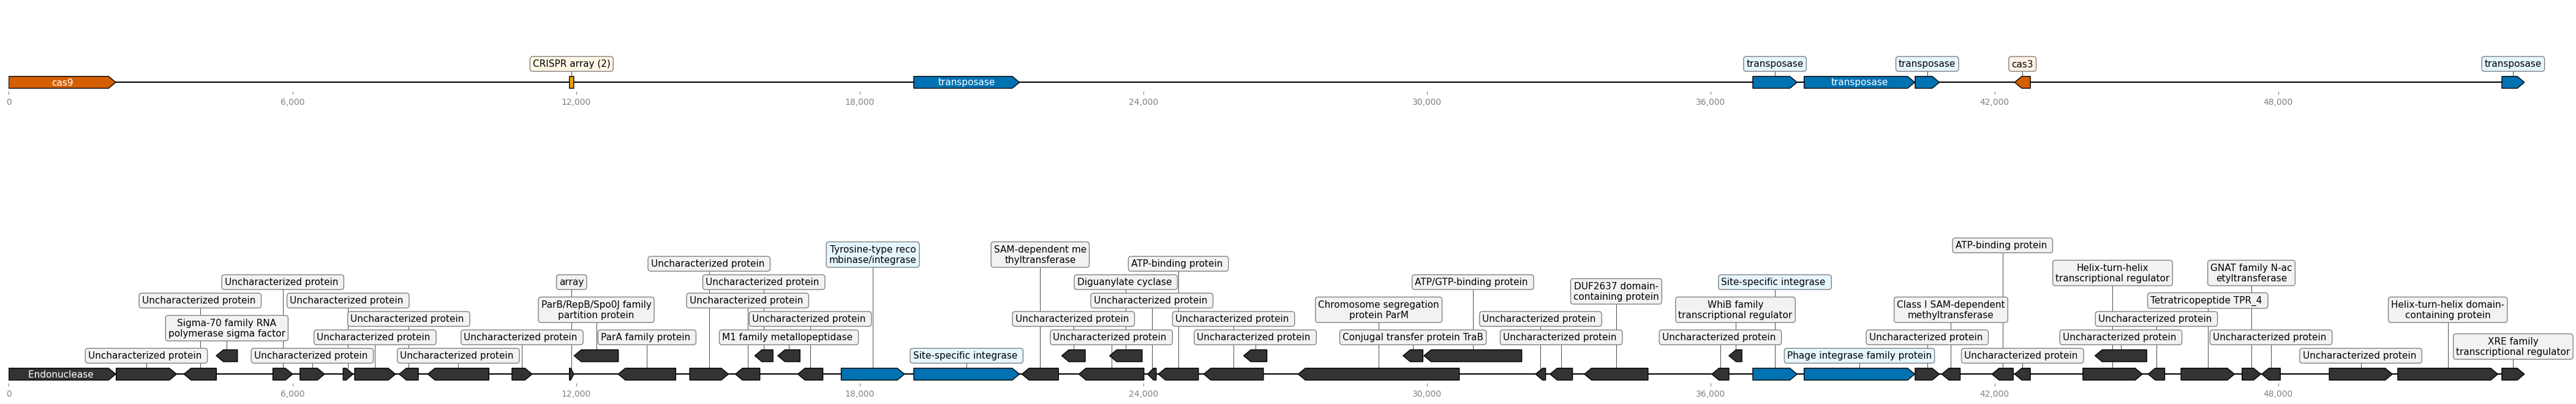 CRISPR array (2)
transposase
transposase
cas3
transposase
cas9
transposase
transposase
0
6,000
12,000
18,000
24,000
30,000
36,000
42,000
48,000
ATP-binding protein
Tyrosine-type reco
mbinase/integrase
SAM-dependent me
thyltransferase
Uncharacterized protein
ATP-binding protein
Helix-turn-helix
transcriptional regulator
GNAT family N-ac
etyltransferase
Uncharacterized protein
array
Uncharacterized protein
Diguanylate cyclase
ATP/GTP-binding protein
DUF2637 domain-
containing protein
Site-specific integrase
Uncharacterized protein
Uncharacterized protein
ParB/RepB/Spo0J family
partition protein
Uncharacterized protein
Uncharacterized protein
Chromosome segregation
protein ParM
WhiB family
transcriptional regulator
Class I SAM-dependent
methyltransferase
Tetratricopeptide TPR_4
Helix-turn-helix domain-
containing protein
Sigma-70 family RNA
polymerase sigma factor
Uncharacterized protein
Uncharacterized protein
Uncharacterized protein
Uncharacterized protein
Uncharacterized protein
Uncharacterized protein
Uncharacterized protein
Uncharacterized protein
ParA family protein
M1 family metallopeptidase
Uncharacterized protein
Uncharacterized protein
Conjugal transfer protein TraB
Uncharacterized protein
Uncharacterized protein
Uncharacterized protein
Uncharacterized protein
Uncharacterized protein
XRE family
transcriptional regulator
Uncharacterized protein
Uncharacterized protein
Uncharacterized protein
Site-specific integrase
Phage integrase family protein
Uncharacterized protein
Uncharacterized protein
Endonuclease
0
6,000
12,000
18,000
24,000
30,000
36,000
42,000
48,000